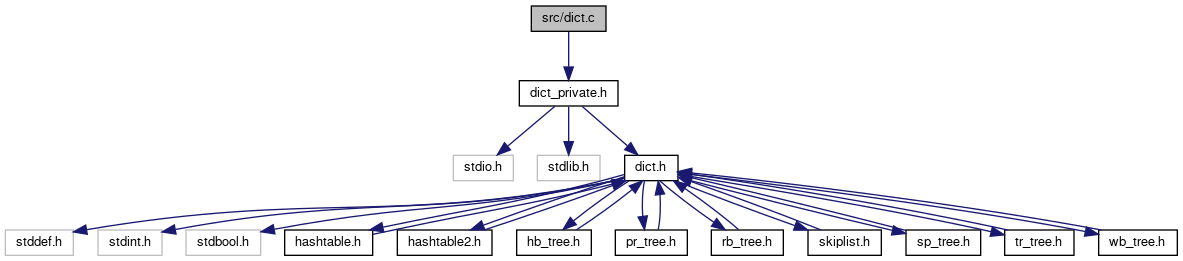 src/dict.c
dict_private.h
stdio.h
stdlib.h
dict.h
stddef.h
stdint.h
stdbool.h
hashtable.h
hashtable2.h
hb_tree.h
pr_tree.h
rb_tree.h
skiplist.h
sp_tree.h
tr_tree.h
wb_tree.h